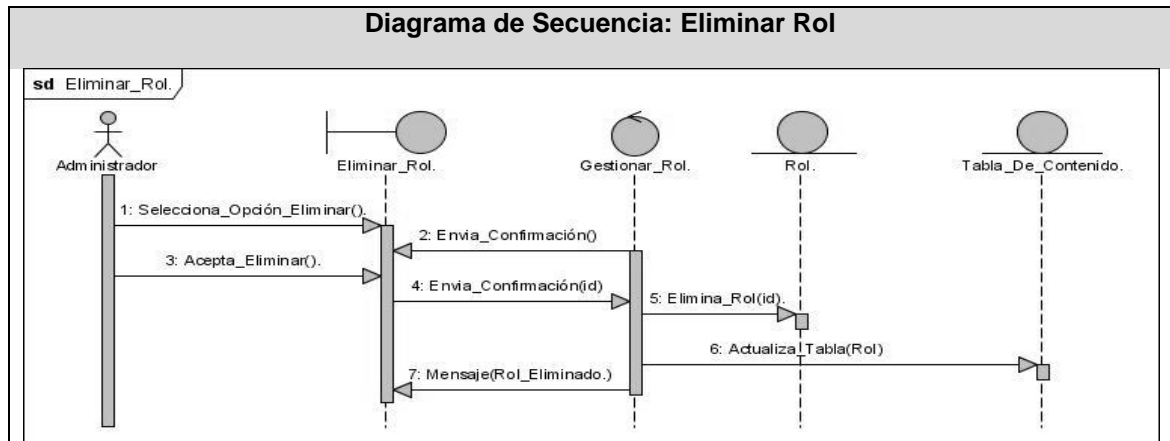 Diagrama de Secuencia: Eliminar Rol
sd Eliminar_Rol.
Administrador
Eliminar_Rol.
Gestionar_Rol.
Rol.
Tabla_De_Contenido.
1: Selecciona_Opción_Eliminar().
2: Envia_Confirmación()
3: Acepta_Eliminar().
4: Envia_Confirmación(id)
5: Elimina_Rol(id).
6: Actualiza_Tabla(Rol)
7: Mensaje(Rol_Eliminado.)